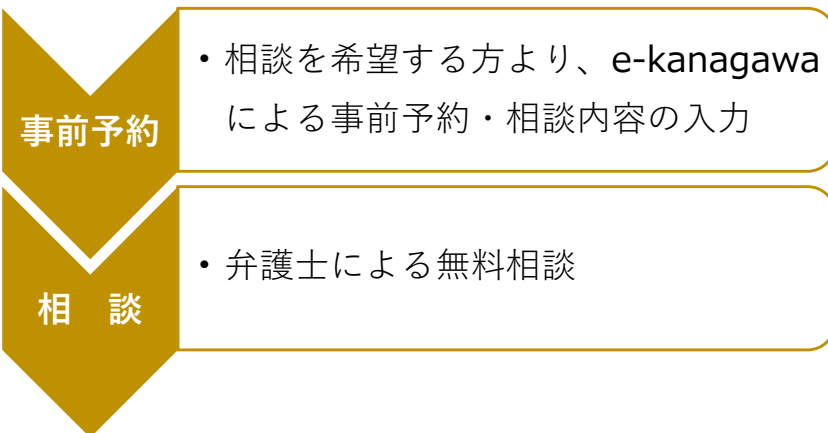 事前予約
・相談を希望する方より、e-kanagawa
による事前予約・相談内容の入力
相　談
・弁護士による無料相談